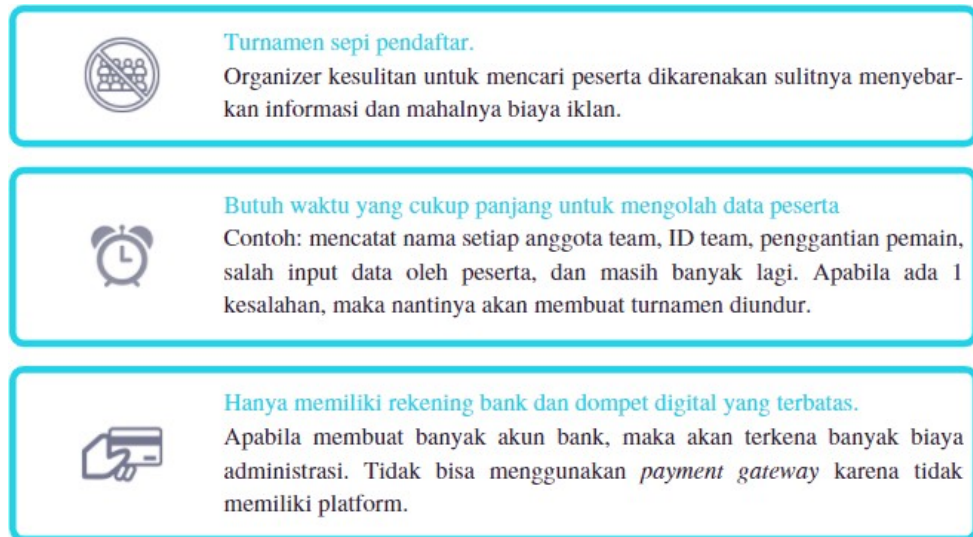 Turnamen sepi pendaftar.
Organizer kesulitan untuk mencari peserta dikarenakan sulitnya menyebar-
kan informasi dan mahalnya biaya iklan.
Butuh waktu yang cukup panjang untuk mengolah data peserta
Contoh: mencatat nama setiap anggota team, ID team, penggantian pemain,
salah input data oleh peserta, dan masih banyak lagi. Apabila ada 1
kesalahan, maka nantinya akan membuat turnamen diundur.
Hanya memiliki rekening bank dan dompet digital yang terbatas.
Apabila membuat banyak akun bank, maka akan terkena banyak biaya
administrasi. Tidak bisa menggunakan payment gateway karena tidak
memiliki platform.